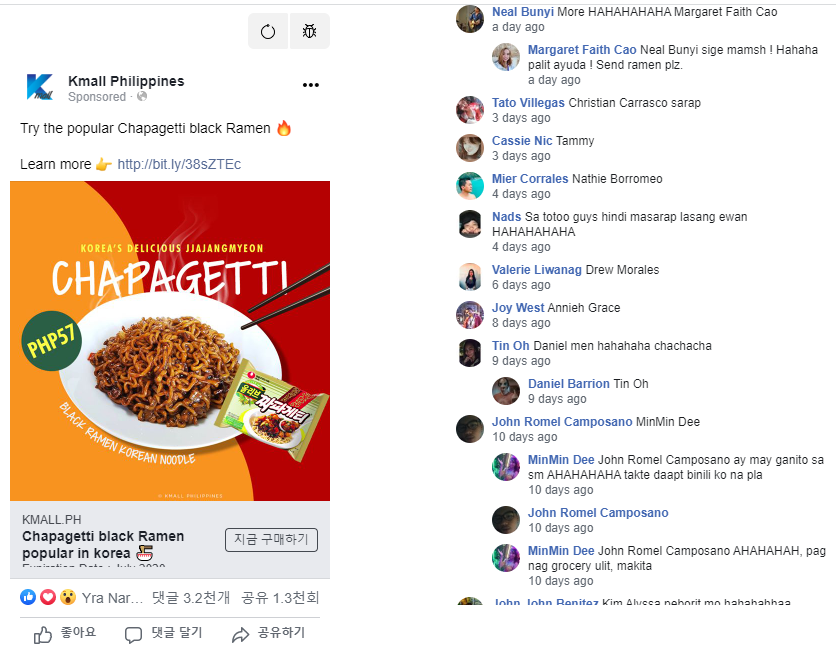 Kmall Philippines
Sponsored ·
Try the popular Chapagetti black Ramen 🔥
Learn more 👉 http://bit.ly/38sZTEc
KOREA'S DELICIOUS JJAJANGMYEON
CHAPAGETTI
PHP57
올리브
짜파게티
BLACK RAMEN KOREAN NOODLE
© KMALL PHILIPPINES
KMALL.PH
Chapagetti black Ramen
popular in korea 🍜
지금 구매하기
Expiration Date : July 2020
Yra Nar… 댓글 3.2천개 공유 1.3천회
좋아요 댓글 달기 공유하기
Neal Bunyi More HAHAHAHAHA Margaret Faith Cao
a day ago
Margaret Faith Cao Neal Bunyi sige mamsh ! Hahaha
palit ayuda ! Send ramen plz.
a day ago
Tato Villegas Christian Carrasco sarap
3 days ago
Cassie Nic Tammy
3 days ago
Mier Corrales Nathie Borromeo
4 days ago
Nads Sa totoo guys hindi masarap lasang ewan
HAHAHAHAHA
4 days ago
Valerie Liwanag Drew Morales
6 days ago
Joy West Annieh Grace
8 days ago
Tin Oh Daniel men hahahaha chachacha
9 days ago
Daniel Barrion Tin Oh
9 days ago
John Romel Camposano MinMin Dee
10 days ago
MinMin Dee John Romel Camposano ay may ganito sa
sm AHAHAHAHA takte daapt binili ko na pla
10 days ago
John Romel Camposano
10 days ago
MinMin Dee John Romel Camposano AHAHAHAH, pag
nag grocery ulit, makita
10 days ago
John John Benitez Kim Alyssa peborit mo hahahahhaa